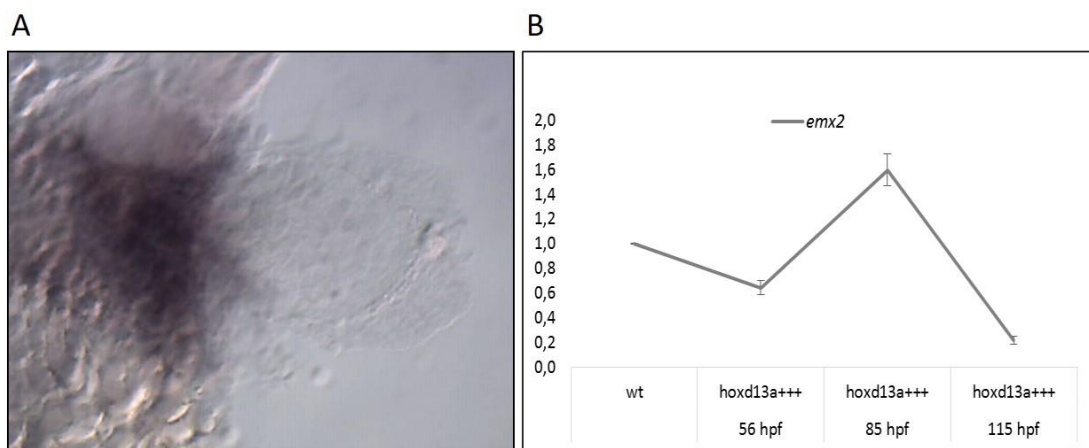 A
B
emx2
2,0
1,8
1,6
1,4
1,2
1,0
0,8
0,6
0,4
0,2
0,0
wt
hoxd13a+++
hoxd13a+++
hoxd13a+++
56 hpf
85 hpf
115 hpf